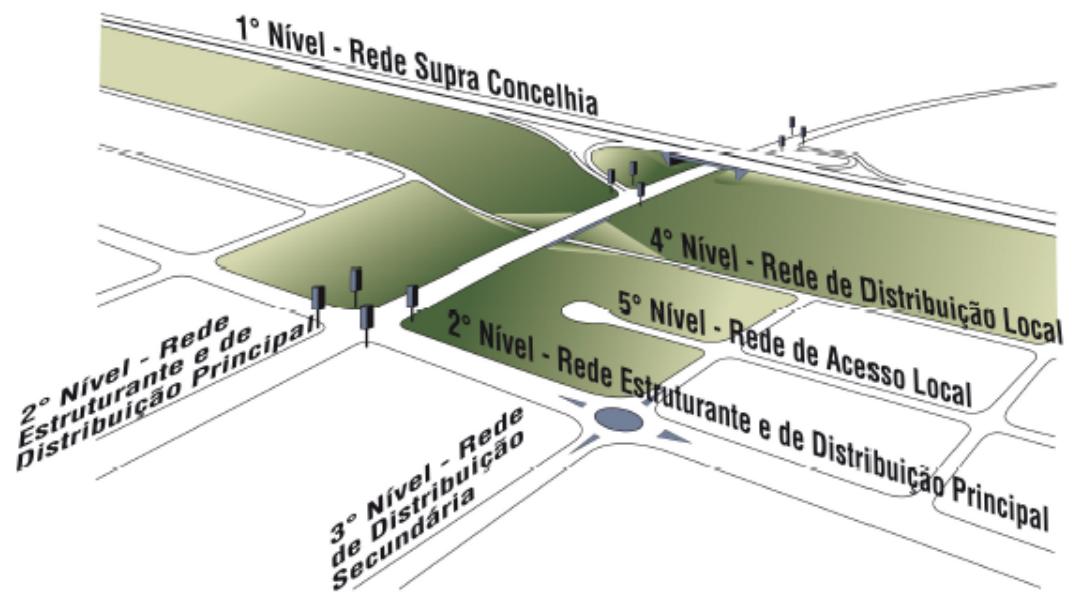 1° Nível - Rede Supra Concelhia
4° Nível - Rede de Distribuição Local
5° Nível - Rede de Acesso Local
2° Nível - Rede Estruturante e de Distribuição Principal
2° Nível - Rede
Estruturante e de
Distribuição Principal
3° Nível - Rede
de Distribuição
Secundária